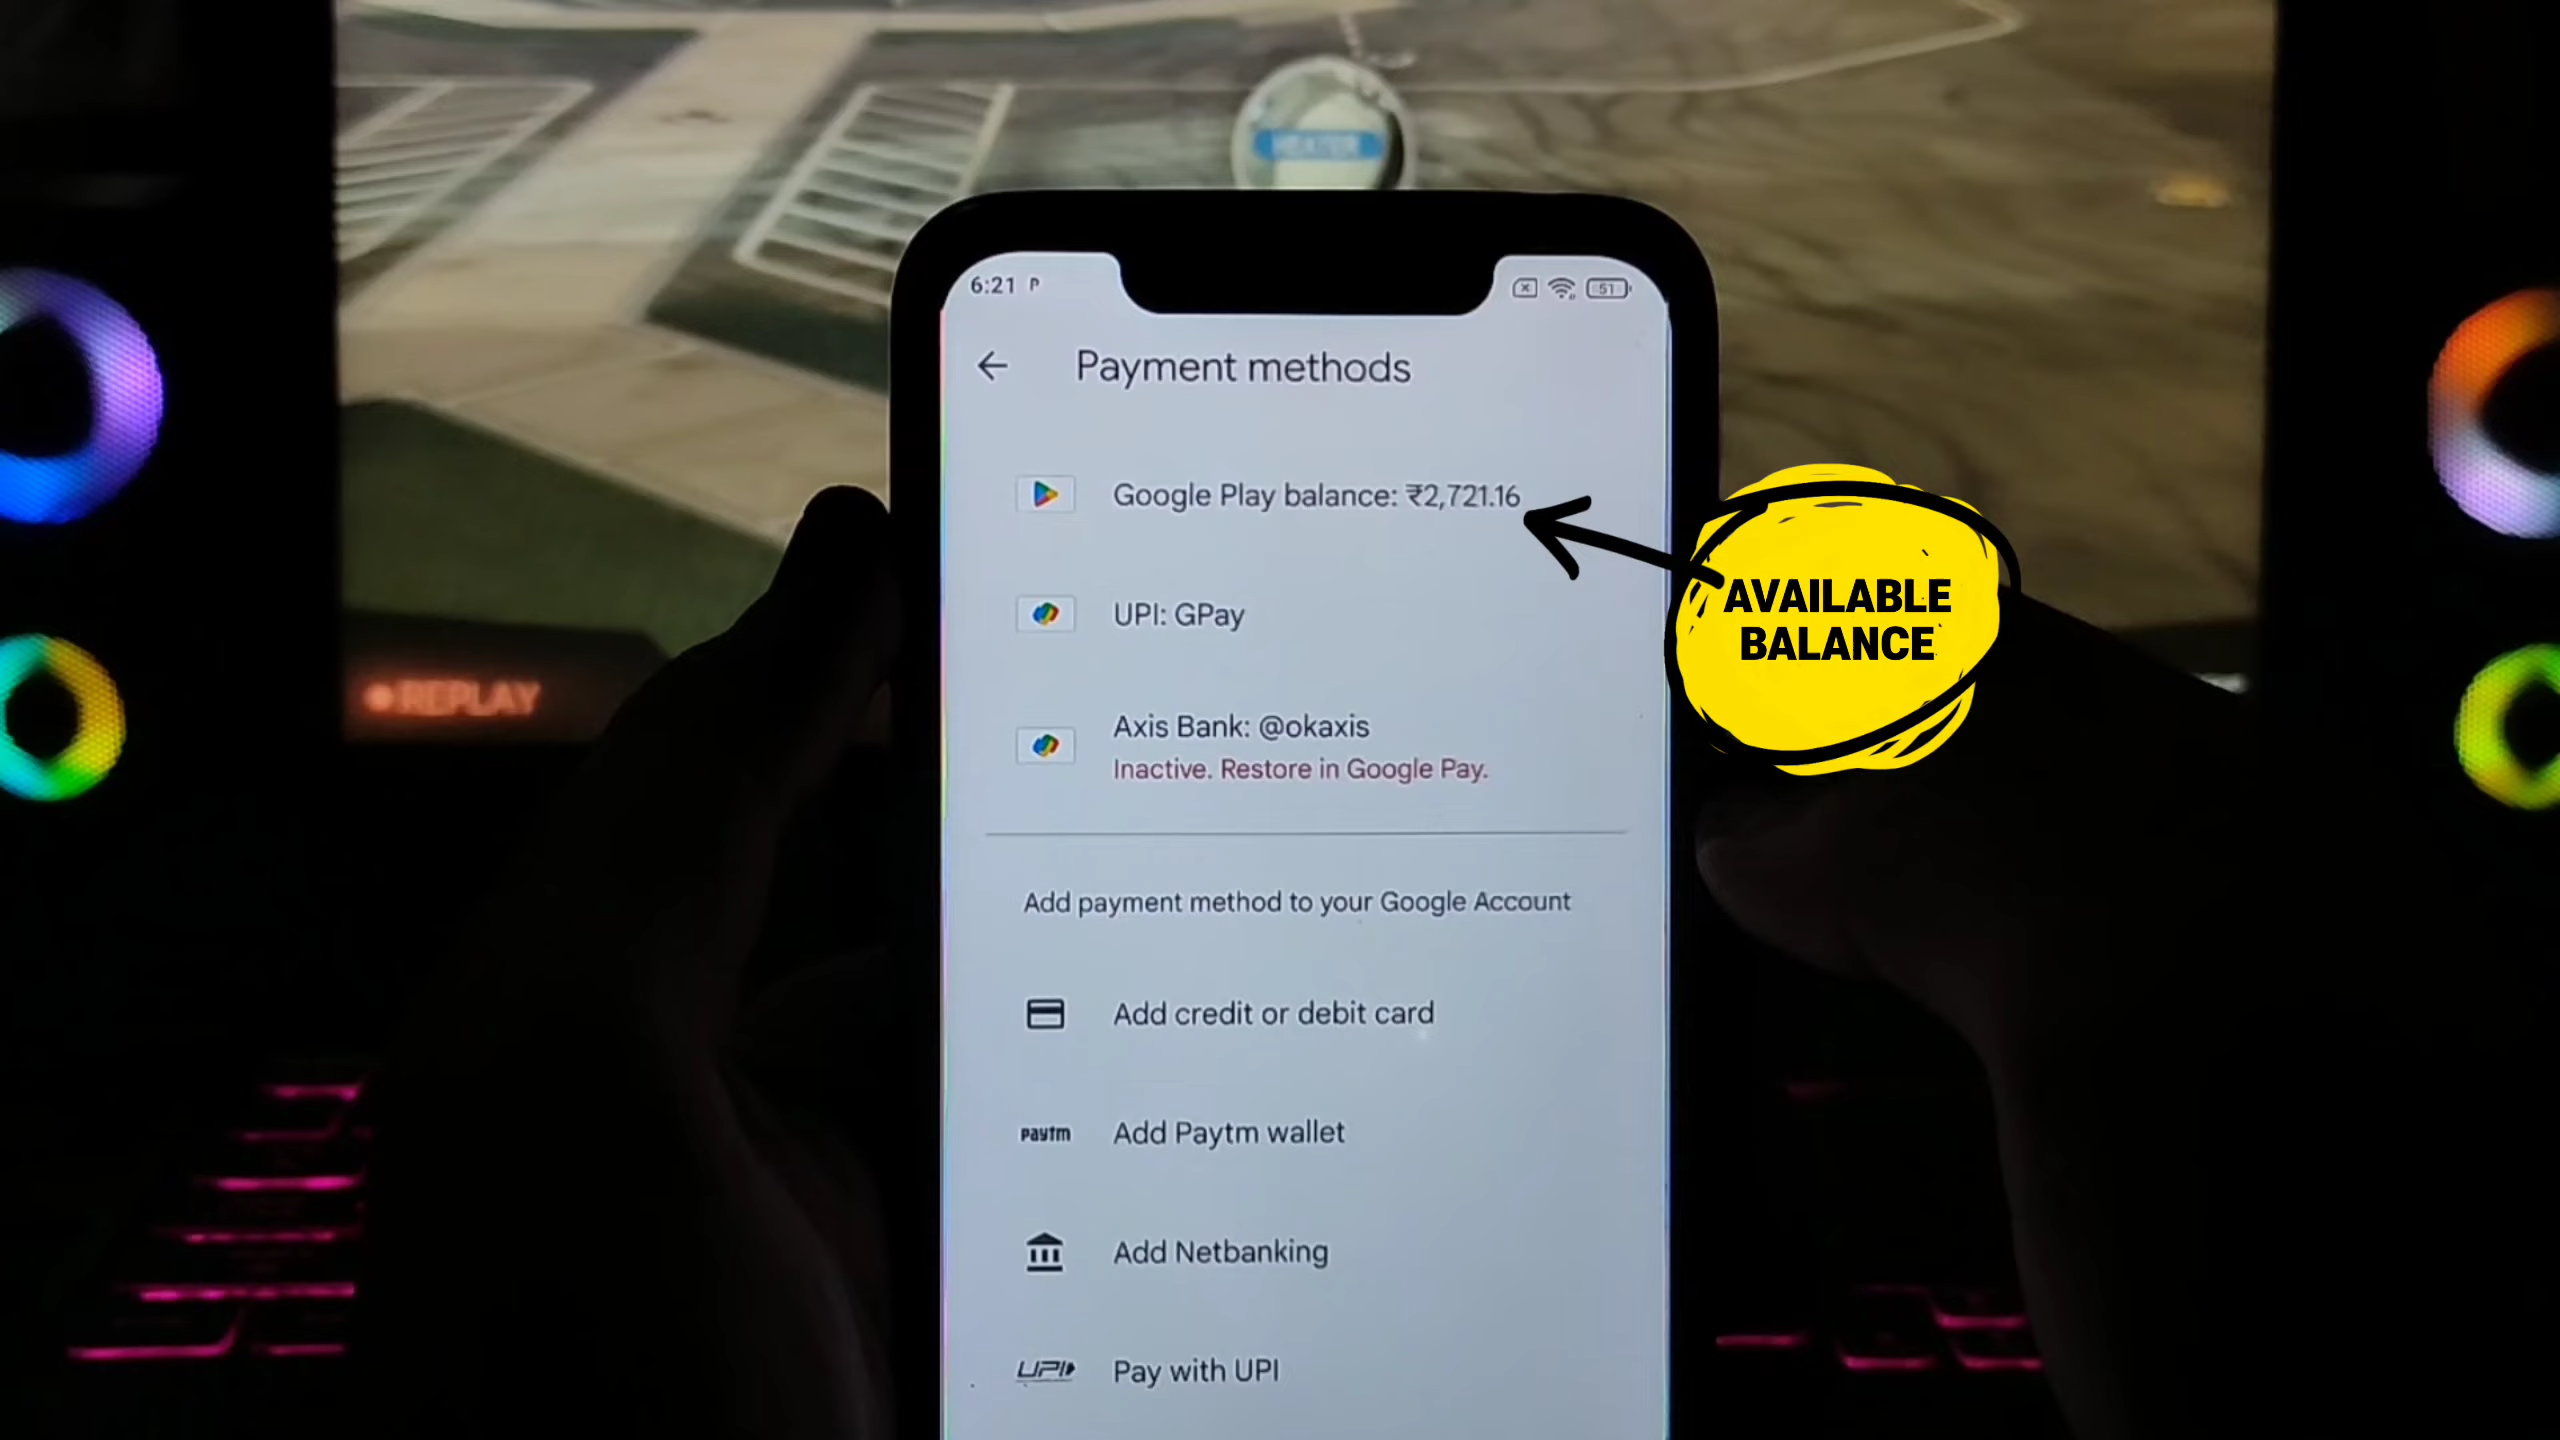 HEATER
6:21 P
51
Payment methods
Google Play balance: ₹2,721.16
UPI: GPay
AVAILABLE
BALANCE
●REPLAY
Axis Bank: @okaxis
Inactive. Restore in Google Pay.
Add payment method to your Google Account
Add credit or debit card
paytm Add Paytm wallet
Add Netbanking
UPI Pay with UPI